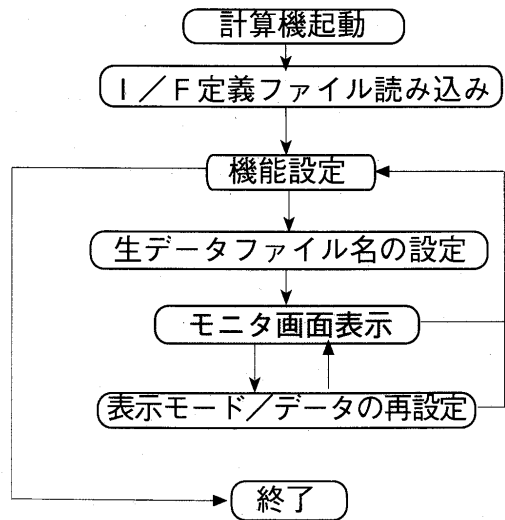 計算機起動
I/F定義ファイル読み込み
機能設定
生データファイル名の設定
モニタ画面表示
表示モード/データの再設定
終了